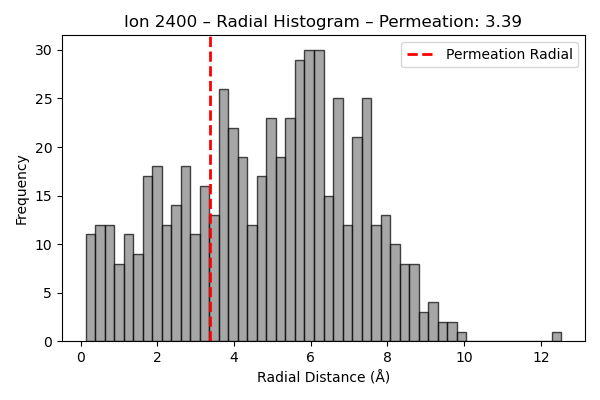 Ion 2400 – Radial Histogram – Permeation: 3.39
Permeation Radial
Frequency
30
25
20
15
10
5
0
0 2 4 6 8 10 12
Radial Distance (Å)